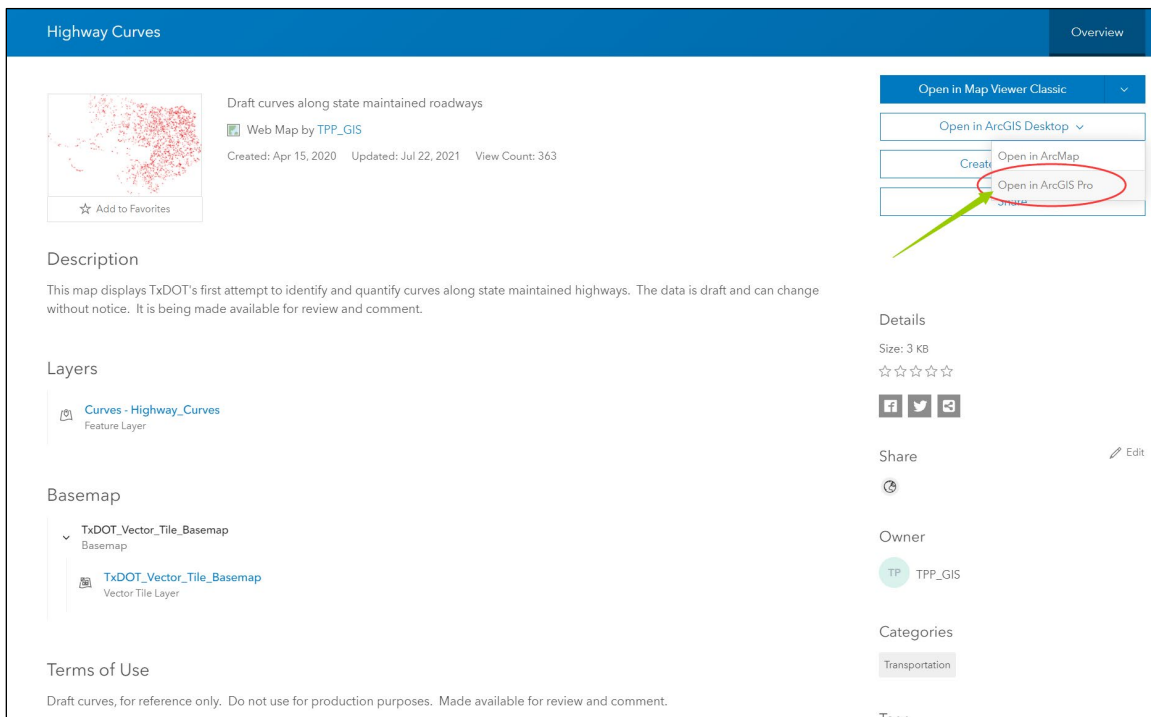 Highway Curves
Overview
Draft curves along state maintained roadways
Web Map by TPP_GIS
Created: Apr 15, 2020 Updated: Jul 22, 2021 View Count: 363
Add to Favorites
Open in Map Viewer Classic
Open in ArcGIS Desktop
Open in ArcMap
Create
Open in ArcGIS Pro
Share
Description
This map displays TxDOT's first attempt to identify and quantify curves along state maintained highways. The data is draft and can change
without notice. It is being made available for review and comment.
Layers
Curves - Highway_Curves
Feature Layer
Basemap
TxDOT_Vector_Tile_Basemap
Basemap
TxDOT_Vector_Tile_Basemap
Vector Tile Layer
Terms of Use
Draft curves, for reference only. Do not use for production purposes. Made available for review and comment.
Details
Size: 3 KB
Share
Edit
Owner
TP
TPP_GIS
Categories
Transportation